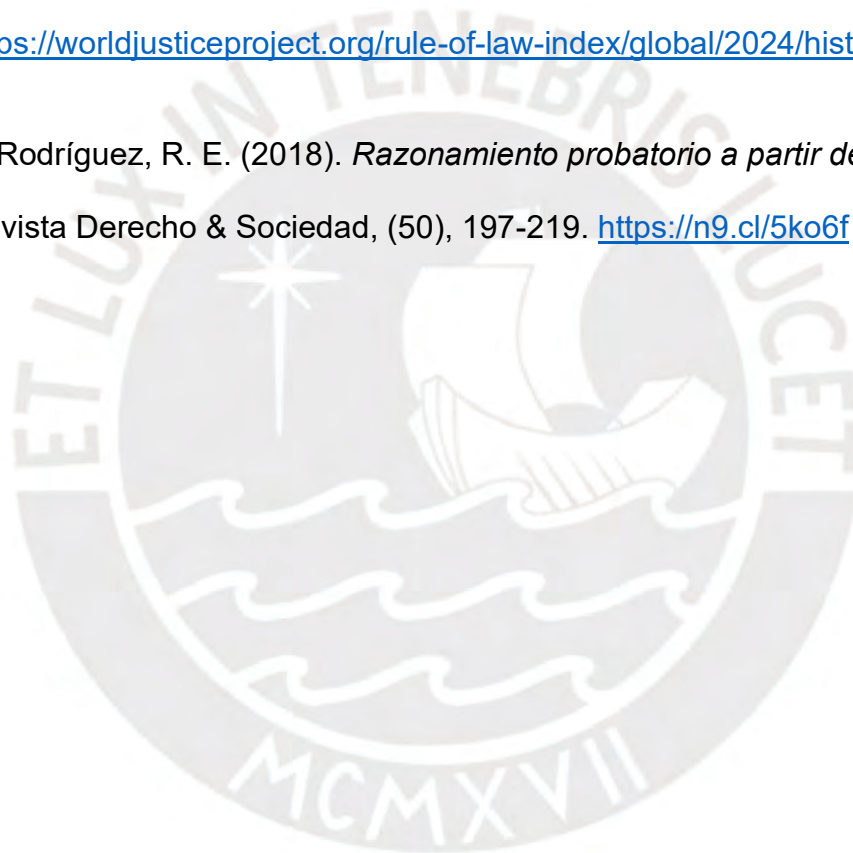 ps://worldjusticeproject.org/rule-of-law-index/global/2024/hist
Rodríguez, R. E. (2018). Razonamiento probatorio a partir de
vista Derecho & Sociedad, (50), 197-219. https://n9.cl/5ko6f
ET LUX IN TENEBRIS LUCET
MCMXVII